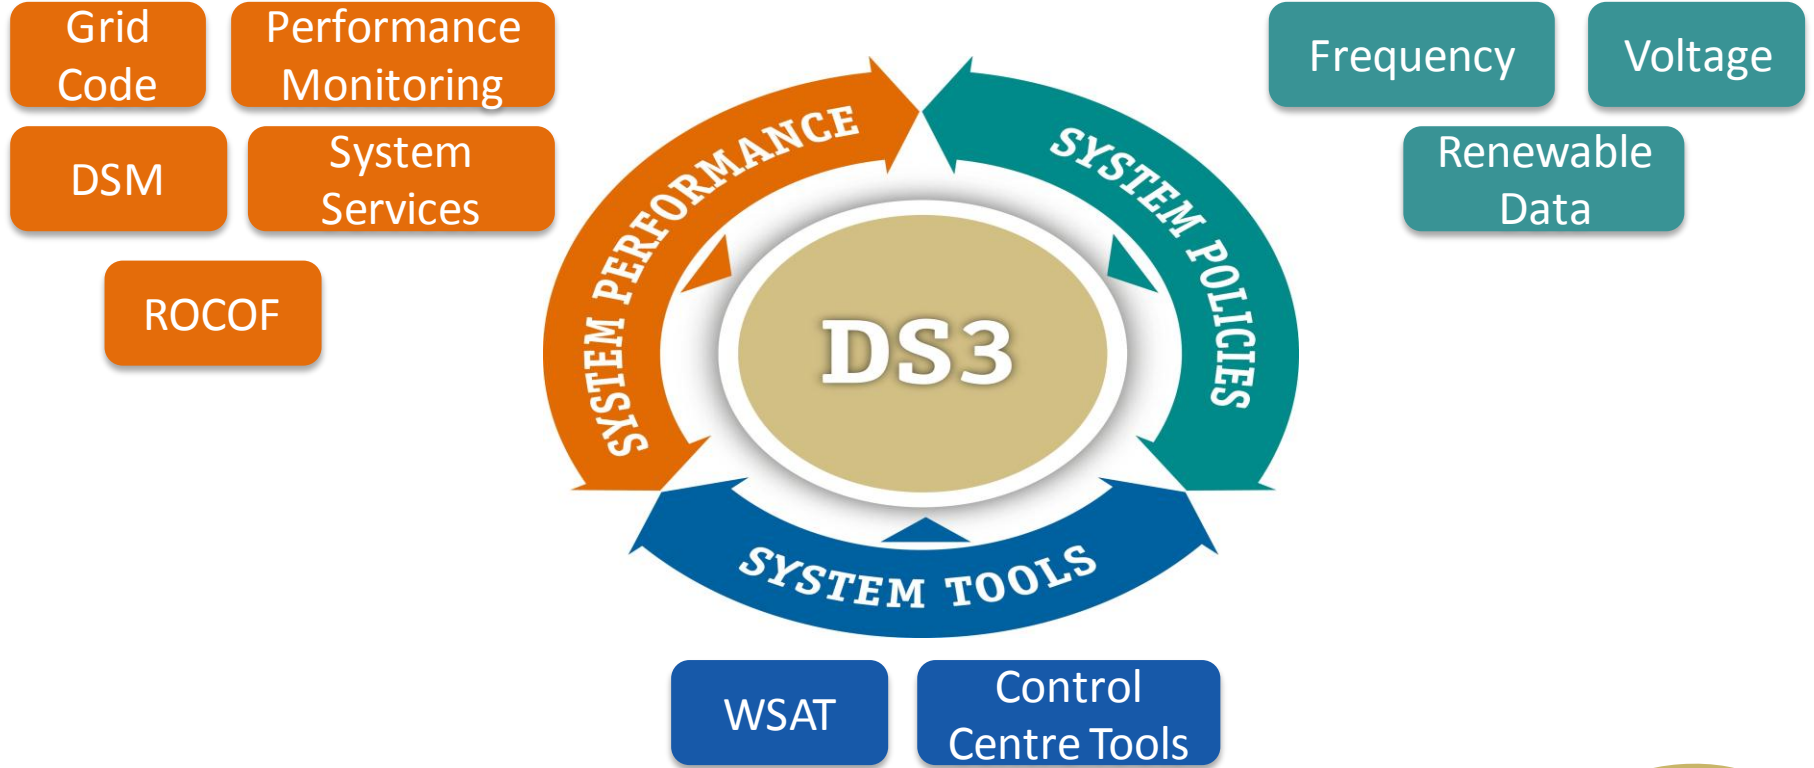 Grid
Code
Performance
Monitoring
DSM
System
Services
ROCOF
Frequency
Voltage
Renewable
Data
SYSTEM PERFORMANCE
SYSTEM POLICIES
DS3
SYSTEM TOOLS
WSAT
Control
Centre Tools